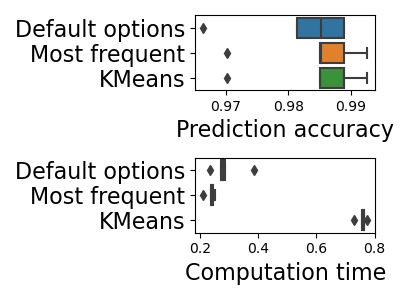 Default options
Most frequent
KMeans
0.97 0.98 0.99
Prediction accuracy
Default options
Most frequent
KMeans
0.2 0.4 0.6 0.8
Computation time